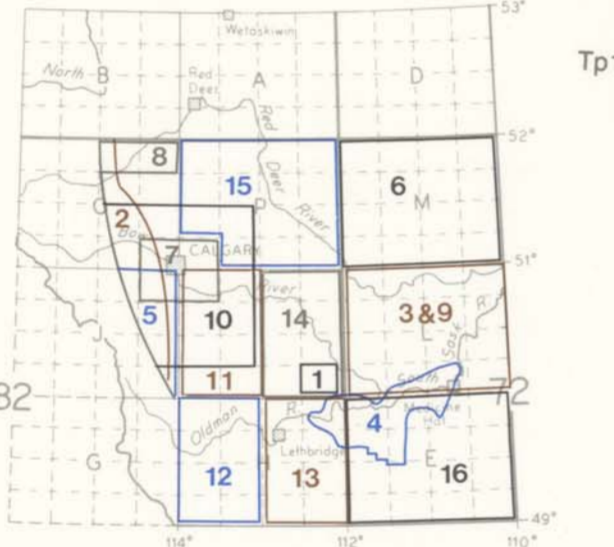 53°
Wetaskiwin
Tp
North B Red Deer A D
Red Deer River
52°
8
15 6 M
2
Bow 7 CALGARY
51°
River
5 10 14 3 & 9 L
J 11 1
South Sask R.
82 72
Oldman R. 4 Medicine Hat
G Lethbridge E
12 13 16
49°
114° 112° 110°